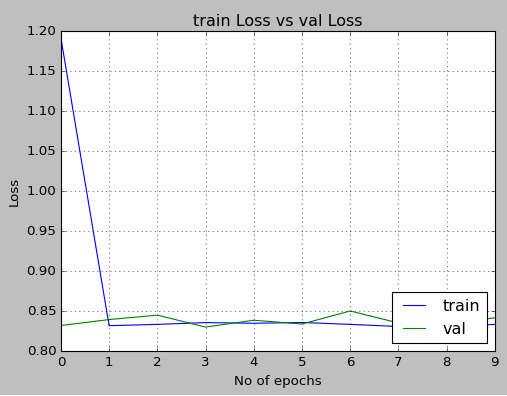 train Loss vs val Loss
1.20
1.15
1.10
1.05
1.00
0.95
0.90
0.85
0.80
Loss
train
val
0 1 2 3 4 5 6 7 8 9
No of epochs